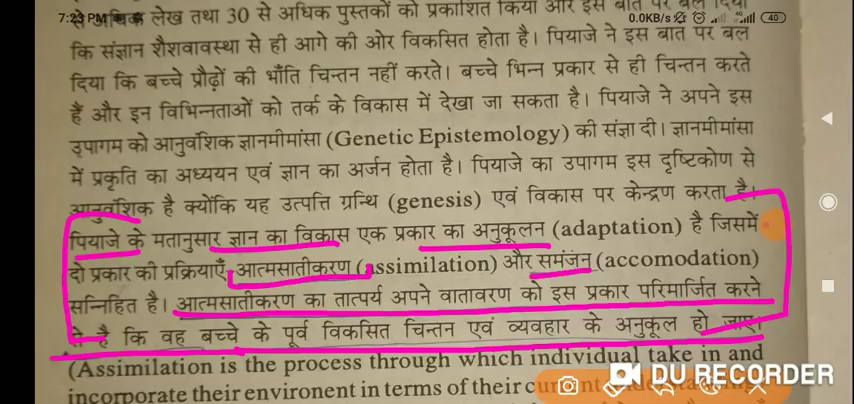 7:23 PM
0.0KB/s
40
लेख तथा 30 से अधिक पुस्तकों को प्रकाशित किया और इस बात पर बल दिया
कि संज्ञान शैशवावस्था से ही आगे की ओर विकसित होता है। पियाजे ने इस बात पर बल
दिया कि बच्चे प्रौढ़ों की भाँति चिन्तन नहीं करते। बच्चे भिन्न प्रकार से ही चिन्तन करते
हैं और इन विभिन्नताओं को तर्क के विकास में देखा जा सकता है। पियाजे ने अपने इस
उपागम को आनुवंशिक ज्ञानमीमांसा (Genetic Epistemology) की संज्ञा दी। ज्ञानमीमांसा
में प्रकृति का अध्ययन एवं ज्ञान का अर्जन होता है। पियाजे का उपागम इस दृष्टिकोण से
आनुवंशिक है क्योंकि यह उत्पत्ति ग्रन्थि (genesis) एवं विकास पर केन्द्रण करता है।
पियाजे के मतानुसार ज्ञान का विकास एक प्रकार का अनुकूलन (adaptation) है जिसमें
दो प्रकार की प्रक्रियाएँ आत्मसातीकरण (assimilation) और समंजन (accomodation)
सन्निहित है। आत्मसातीकरण का तात्पर्य अपने वातावरण को इस प्रकार परिमार्जित करने
से है कि वह बच्चे के पूर्व विकसित चिन्तन एवं व्यवहार के अनुकूल हो जाए।
(Assimilation is the process through which individual take in and
incorporate their environent in terms of their
DU RECORDER